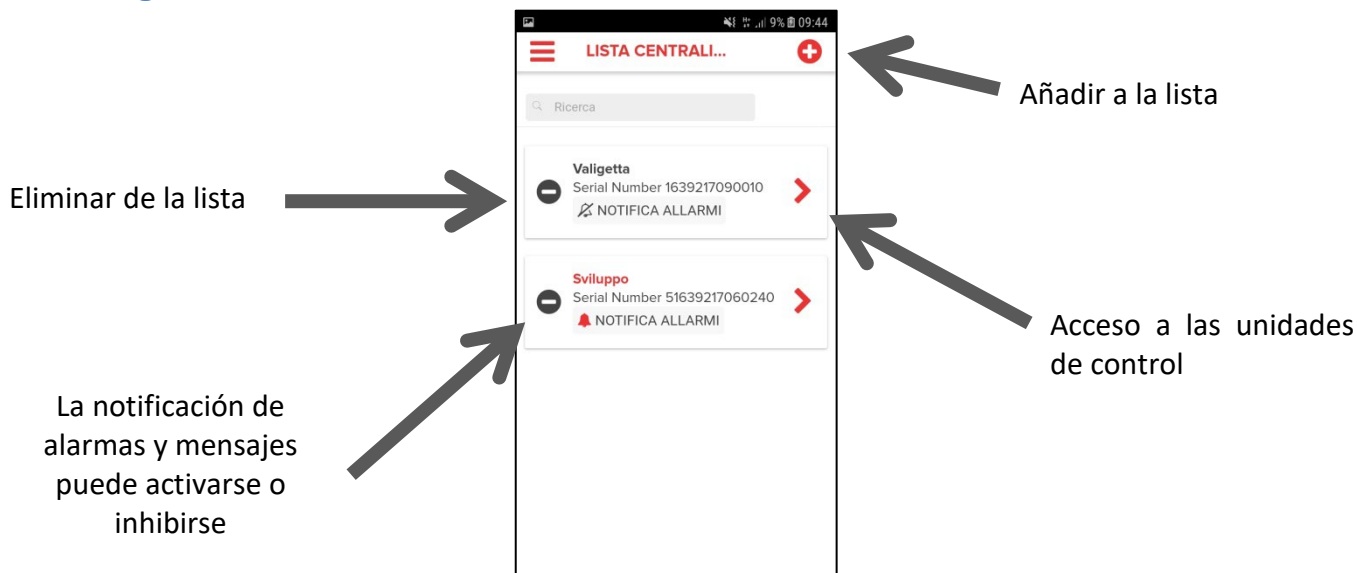 9% 09:44
LISTA CENTRALI...
Añadir a la lista
Ricerca
Valigetta
Serial Number 1639217090010
NOTIFICA ALLARMI
Eliminar de la lista
Sviluppo
Serial Number 51639217060240
NOTIFICA ALLARMI
Acceso a las unidades
de control
La notificación de
alarmas y mensajes
puede activarse o
inhibirse